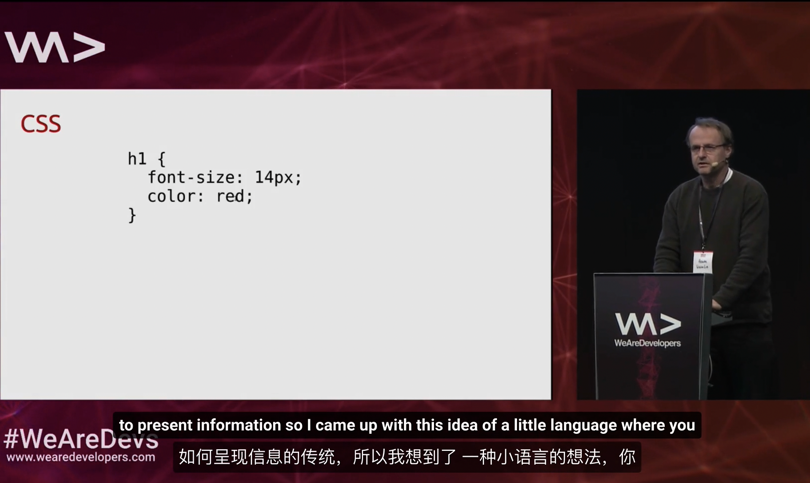 CSS
h1 {
font-size: 14px;
color: red;
}
WeAreDevelopers
to present information so I came up with this idea of a little language where you
#WeAreDevs
www.wearedevelopers.com
如何呈现信息的传统，所以我想到了 一种小语言的想法，你